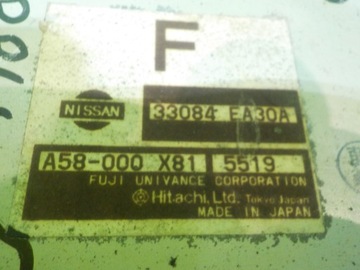 F
NISSAN 33084 EA30A
A58-000 X81 5519
FUJI UNIVANCE CORPORATION
Hitachi, Ltd. Tokyo Japan
MADE IN JAPAN